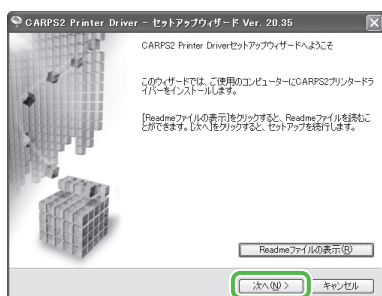 CARPS2 Printer Driver - セットアップウィザード Ver. 20.35
CARPS2 Printer Driverセットアップウィザードへようこそ
このウィザードでは、ご使用のコンピューターにCARPS2プリンタードラ
イバーをインストールします。
[Readmeファイルの表示]をクリックすると、Readmeファイルを読むこ
とができます。[次へ]をクリックすると、セットアップを続行します。
Readmeファイルの表示(R)
次へ(N) >
キャンセル